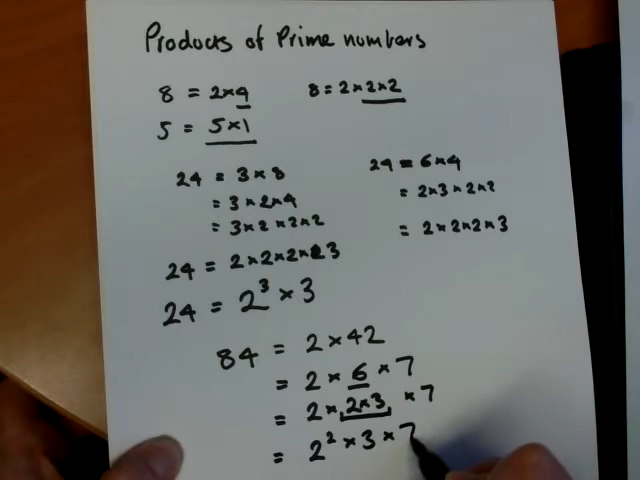 Products of Prime numbers
8 = 2×4
8 = 2×2×2
5 = 5×1
24 = 3×8
= 3×2×4
= 3×2×2×2
24 = 6×4
= 2×3×2×2
= 2×2×2×3
24 = 2×2×2×3
24 = 2³×3
84 = 2×42
= 2×6×7
= 2×2×3×7
= 2²×3×7